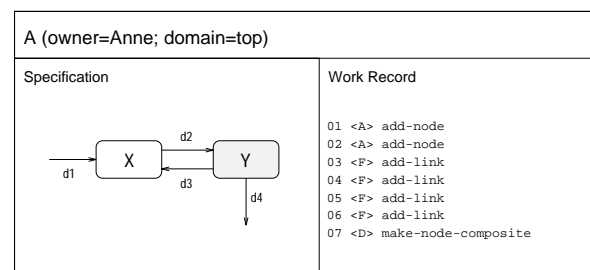 A (owner=Anne; domain=top)
Specification
d1
X
d2
d3
Y
d4
Work Record
01 <A> add-node
02 <A> add-node
03 <F> add-link
04 <F> add-link
05 <F> add-link
06 <F> add-link
07 <D> make-node-composite